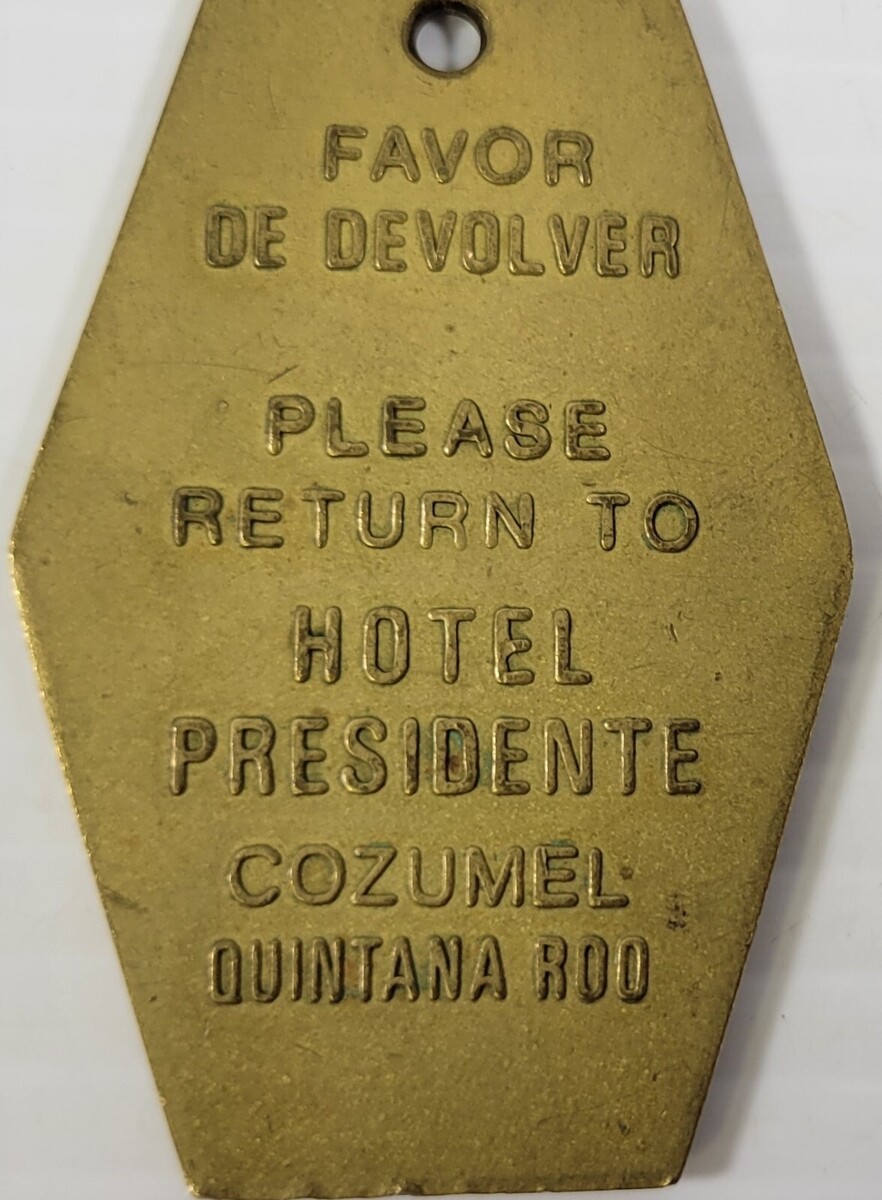 FAVOR
DE DEVOLVER
PLEASE
RETURN TO
HOTEL
PRESIDENTE
COZUMEL
QUINTANA ROO